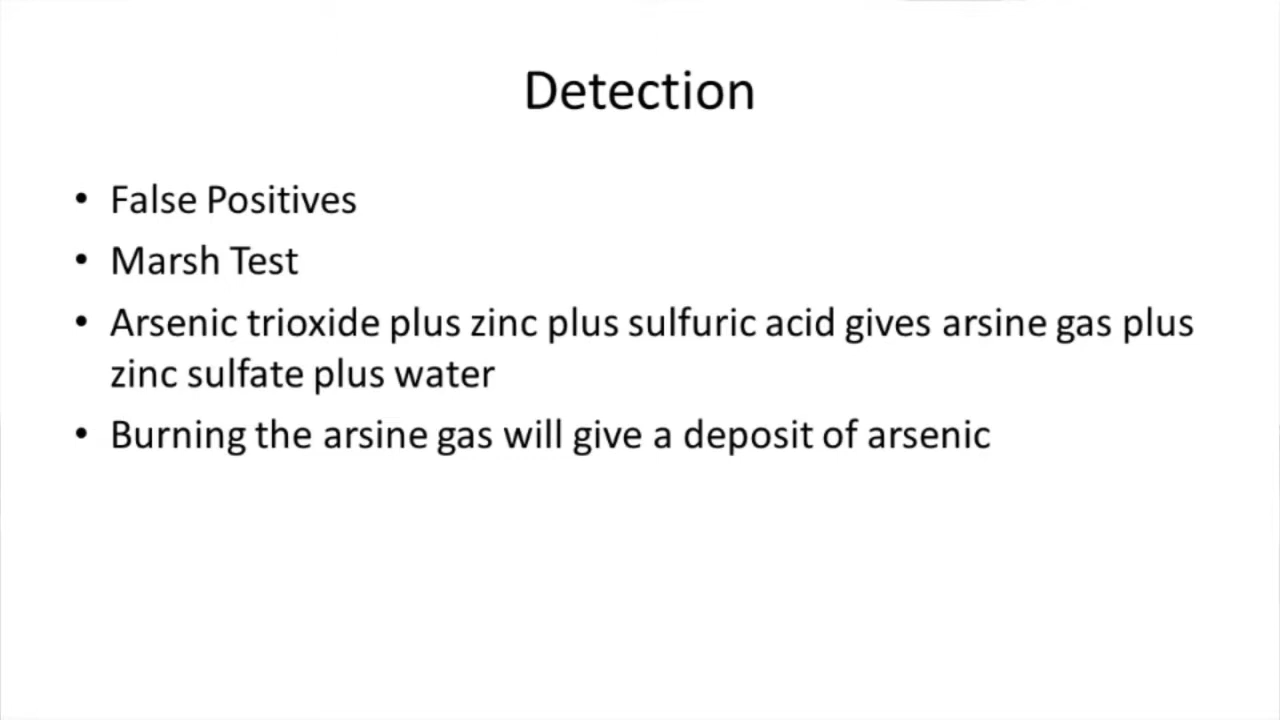 Detection
• False Positives
• Marsh Test
• Arsenic trioxide plus zinc plus sulfuric acid gives arsine gas plus
zinc sulfate plus water
• Burning the arsine gas will give a deposit of arsenic